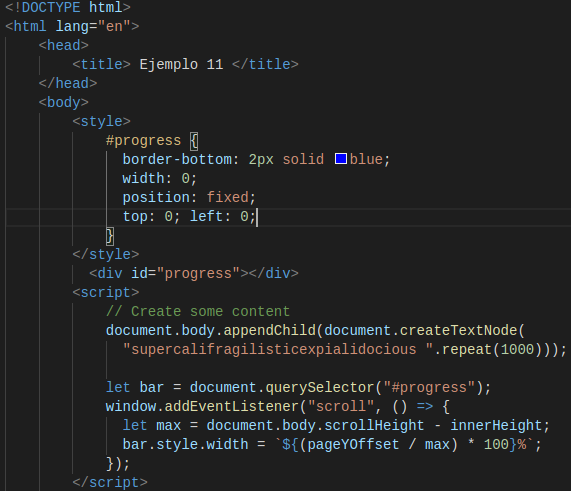 <!DOCTYPE html>
<html lang="en">
<head>
<title> Ejemplo 11 </title>
</head>
<body>
<style>
#progress {
border-bottom: 2px solid blue;
width: 0;
position: fixed;
top: 0; left: 0;
}
</style>
<div id="progress"></div>
<script>
// Create some content
document.body.appendChild(document.createTextNode(
"supercalifragilisticexpialidocious ".repeat(1000)));
let bar = document.querySelector("#progress");
window.addEventListener("scroll", () => {
let max = document.body.scrollHeight - innerHeight;
bar.style.width = `${(pageYOffset / max) * 100}%`;
});
</script>